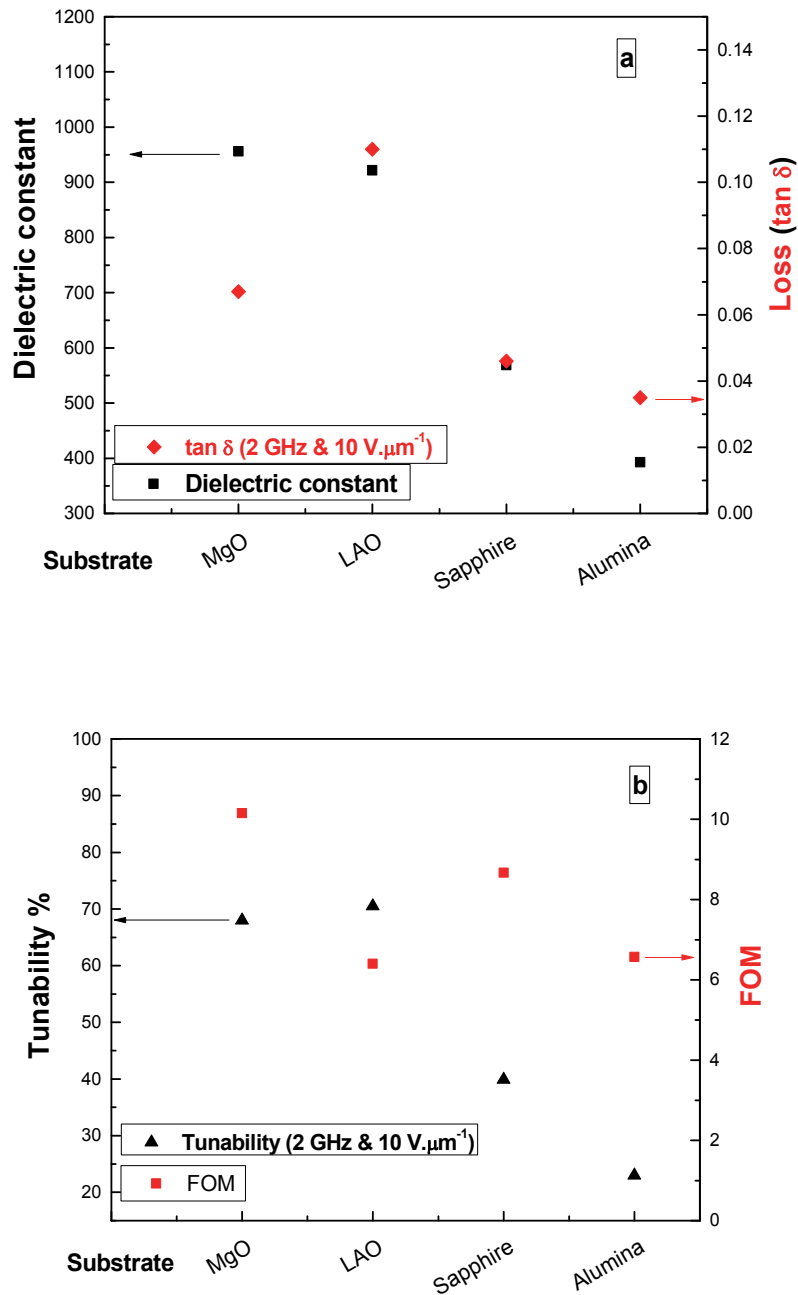 1200
1100
1000
900
800
700
600
500
400
300
Dielectric constant
a
0.14
0.12
0.10
0.08
0.06
0.04
0.02
0.00
Loss (tan δ)
tan δ (2 GHz & 10 V.μm⁻¹)
Dielectric constant
Substrate
MgO
LAO
Sapphire
Alumina
100
90
80
70
60
50
40
30
20
Tunability %
b
12
10
8
6
4
2
0
FOM
Tunability (2 GHz & 10 V.μm⁻¹)
FOM
Substrate
MgO
LAO
Sapphire
Alumina